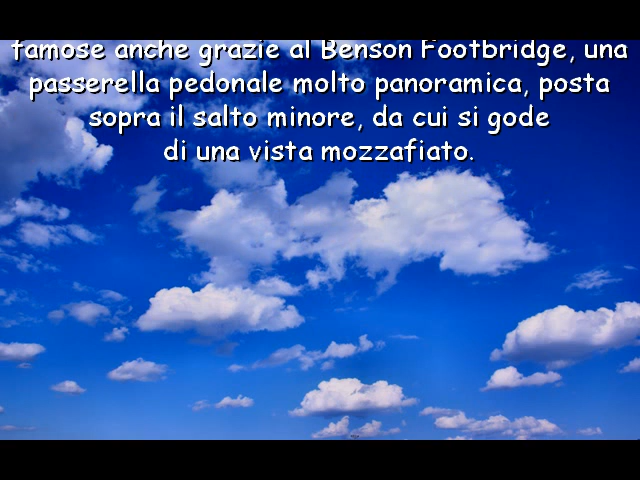 famose anche grazie al Benson Footbridge, una
passerella pedonale molto panoramica, posta
sopra il salto minore, da cui si gode
di una vista mozzafiato.